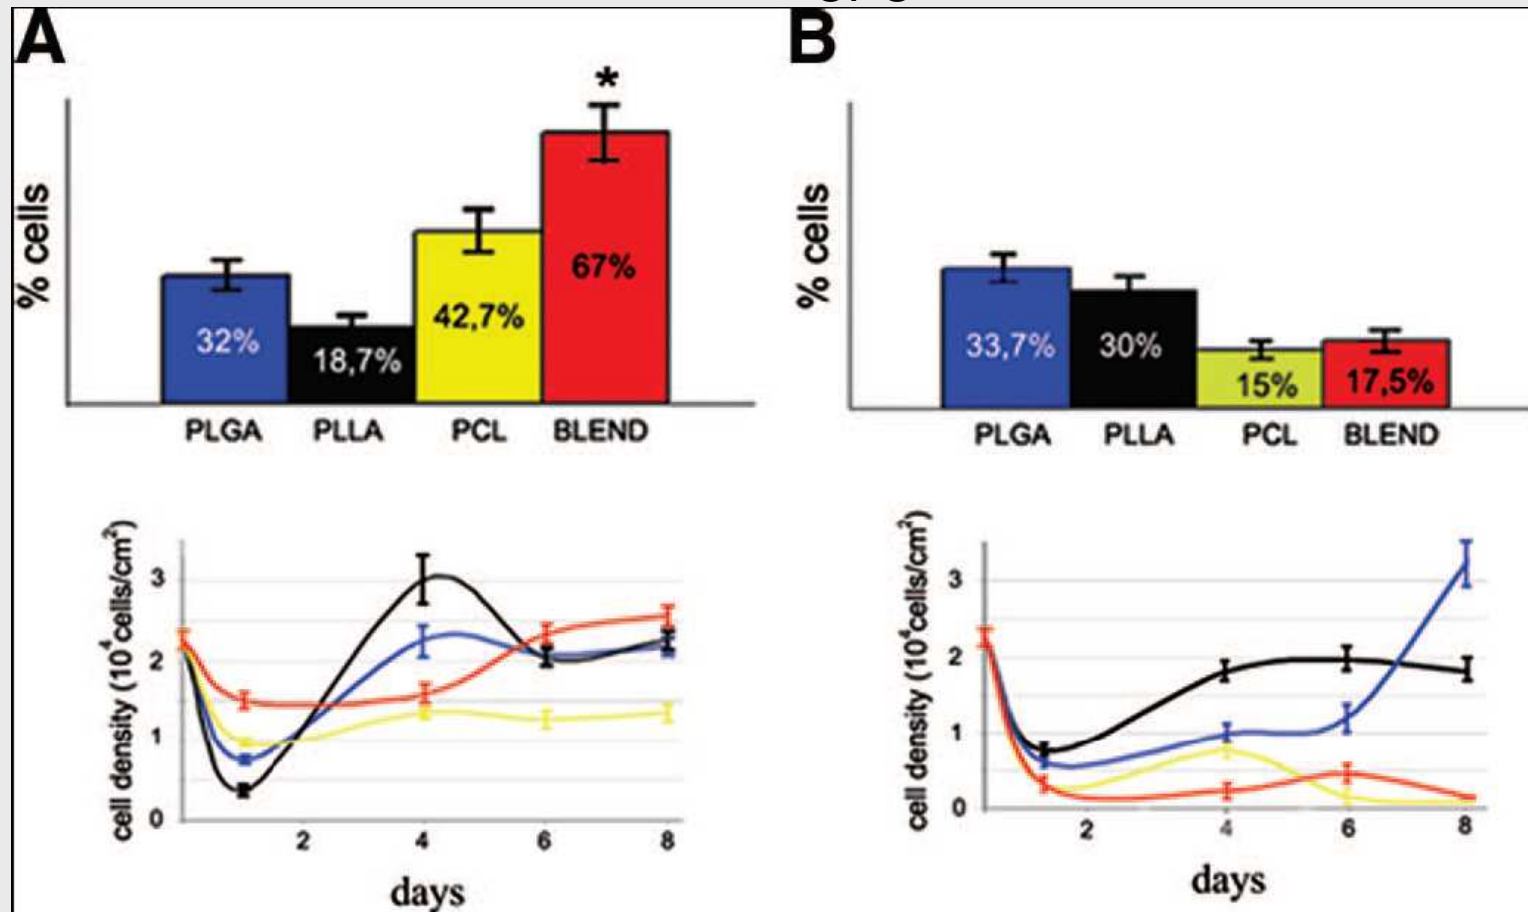 A
B
*
% cells
32%
18,7%
42,7%
67%
PLGA PLLA PCL BLEND
% cells
33,7%
30%
15%
17,5%
PLGA PLLA PCL BLEND
cell density (10⁴cells/cm²)
3
2
1
0
2 4 6 8
days
cell density (10⁴cells/cm²)
3
2
1
0
2 4 6 8
days